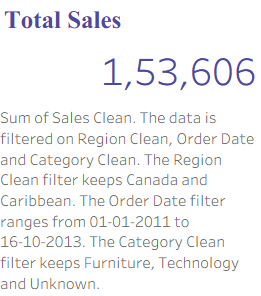 Total Sales
1,53,606
Sum of Sales Clean. The data is
filtered on Region Clean, Order Date
and Category Clean. The Region
Clean filter keeps Canada and
Caribbean. The Order Date filter
ranges from 01-01-2011 to
16-10-2013. The Category Clean
filter keeps Furniture, Technology
and Unknown.